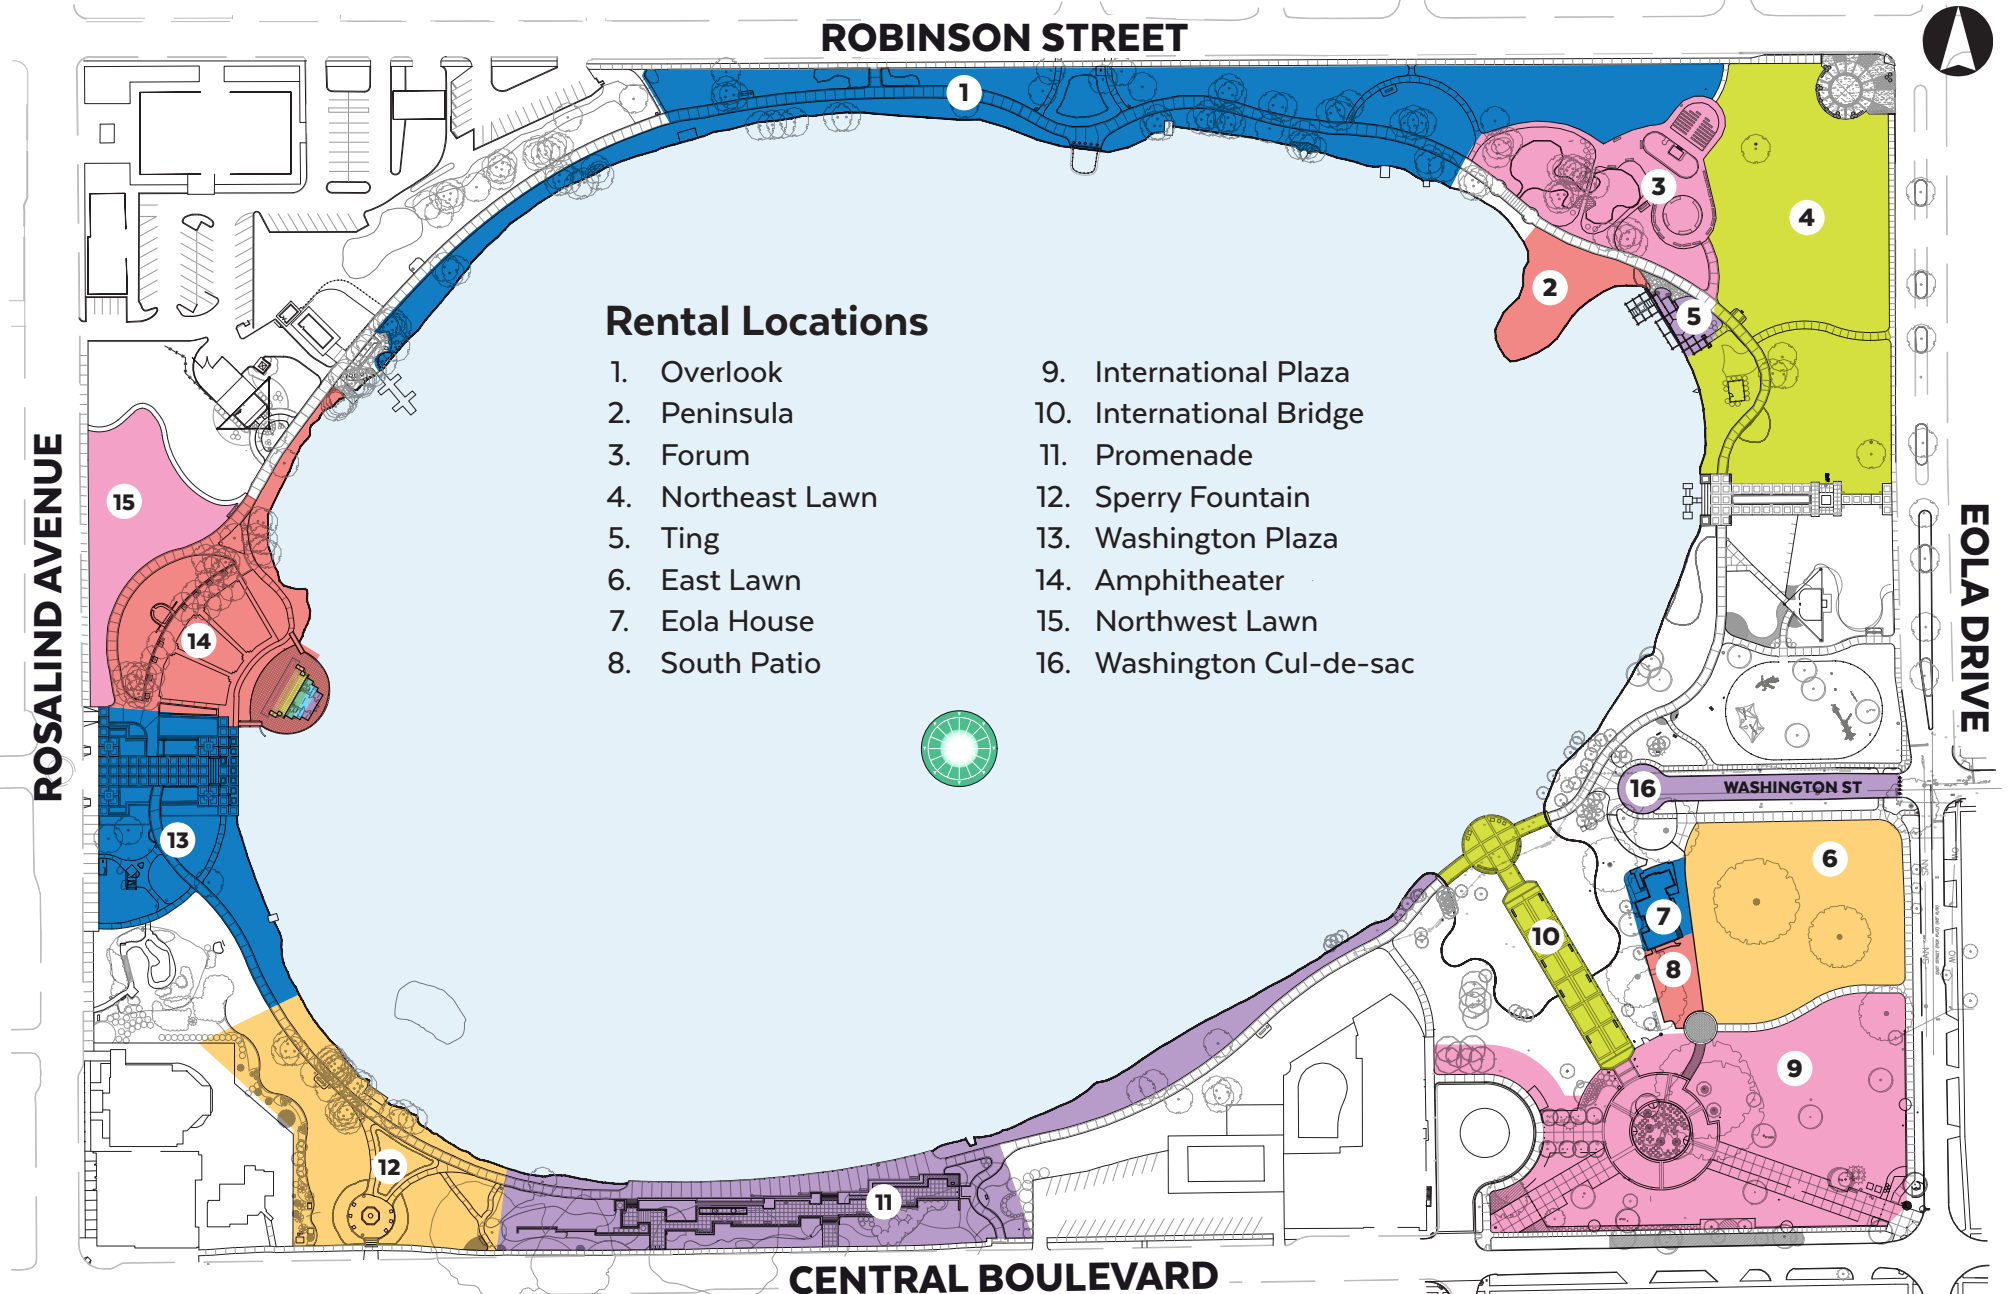 ROBINSON STREET
1
3
4
2
5
Rental Locations
1. Overlook
2. Peninsula
3. Forum
4. Northeast Lawn
5. Ting
6. East Lawn
7. Eola House
8. South Patio
9. International Plaza
10. International Bridge
11. Promenade
12. Sperry Fountain
13. Washington Plaza
14. Amphitheater
15. Northwest Lawn
16. Washington Cul-de-sac
ROSALIND AVENUE
15
14
13
EOLA DRIVE
16
WASHINGTON ST
6
7
10
8
9
12
11
CENTRAL BOULEVARD